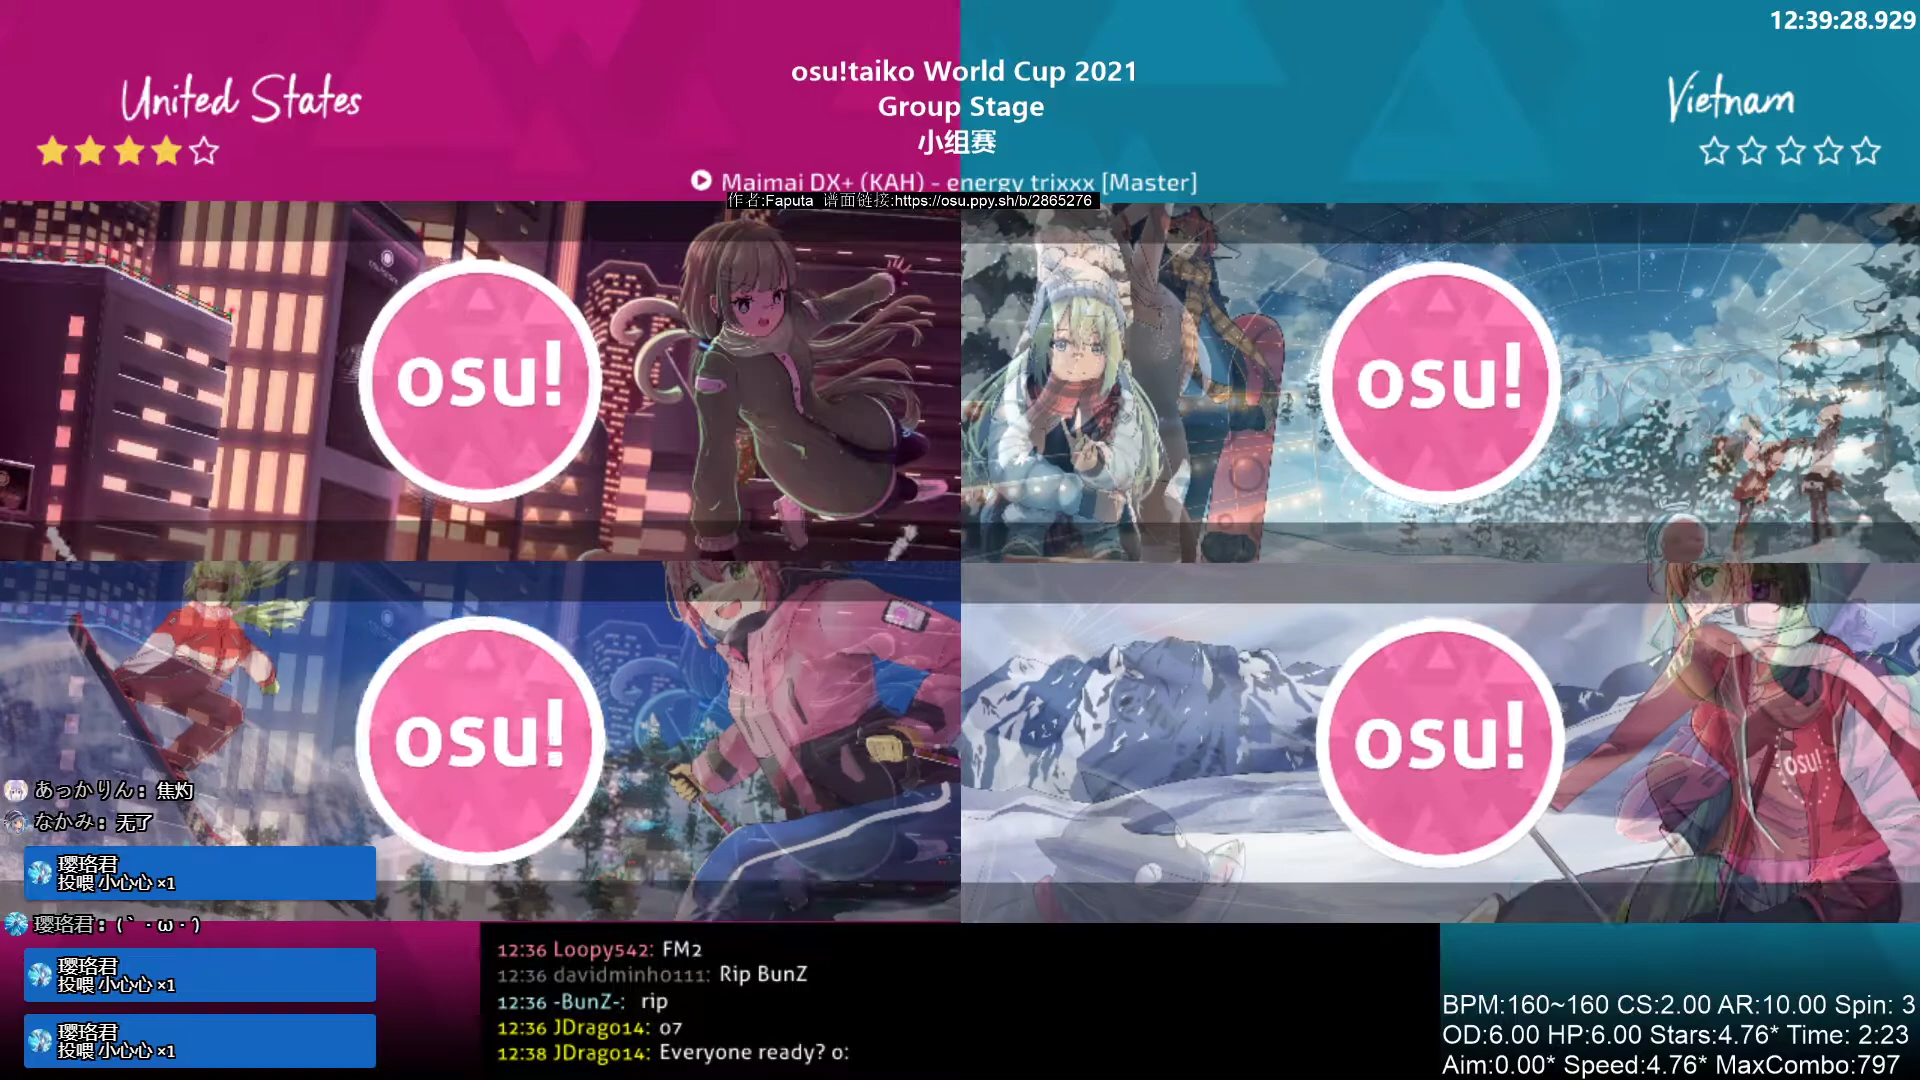 12:39:28.929
United States
osu!taiko World Cup 2021
Group Stage
小组赛
Vietnam
Maimai DX+ (KAH) - energy trixxx [Master]
作者:Faputa 谱面链接:https://osu.ppy.sh/b/2865276
osu!
osu!
osu!
osu!
osu!
あっかりん: 焦灼
なかみ: 无了
璎珞君
投喂 小心心 ×1
璎珞君: (`・ω・´)
璎珞君
投喂 小心心 ×1
璎珞君
投喂 小心心 ×1
12:36 Loopy542: FM2
12:36 davidminh0111: Rip BunZ
12:36 -BunZ-: rip
12:36 JDrago14: o7
12:38 JDrago14: Everyone ready? o:
BPM:160~160 CS:2.00 AR:10.00 Spin: 3
OD:6.00 HP:6.00 Stars:4.76* Time: 2:23
Aim:0.00* Speed:4.76* MaxCombo:797